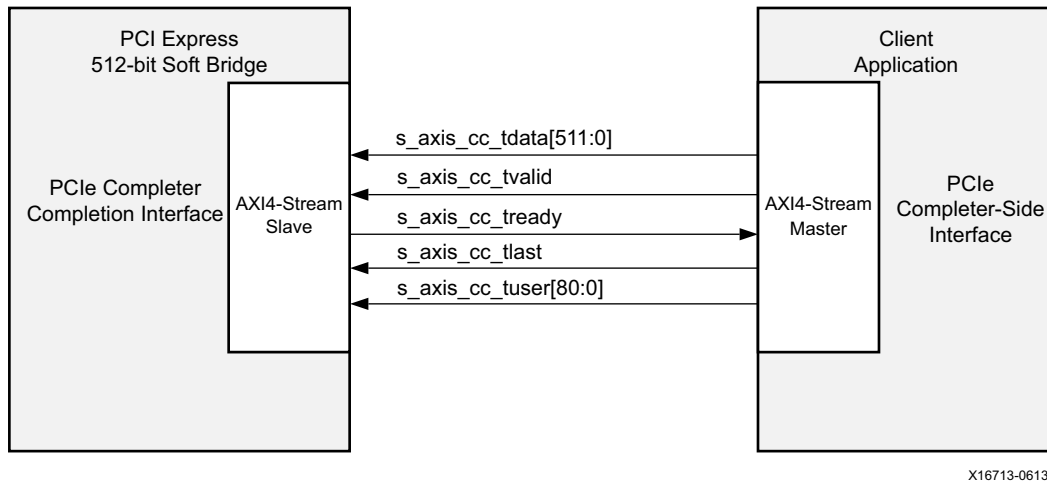 PCI Express
512-bit Soft Bridge
Client
Application
s_axis_cc_tdata[511:0]
s_axis_cc_tvalid
PCIe Completer
Completion Interface
AXI4-Stream
Slave
s_axis_cc_tready
AXI4-Stream
Master
PCIe
Completer-Side
Interface
s_axis_cc_tlast
s_axis_cc_tuser[80:0]
X16713-0613